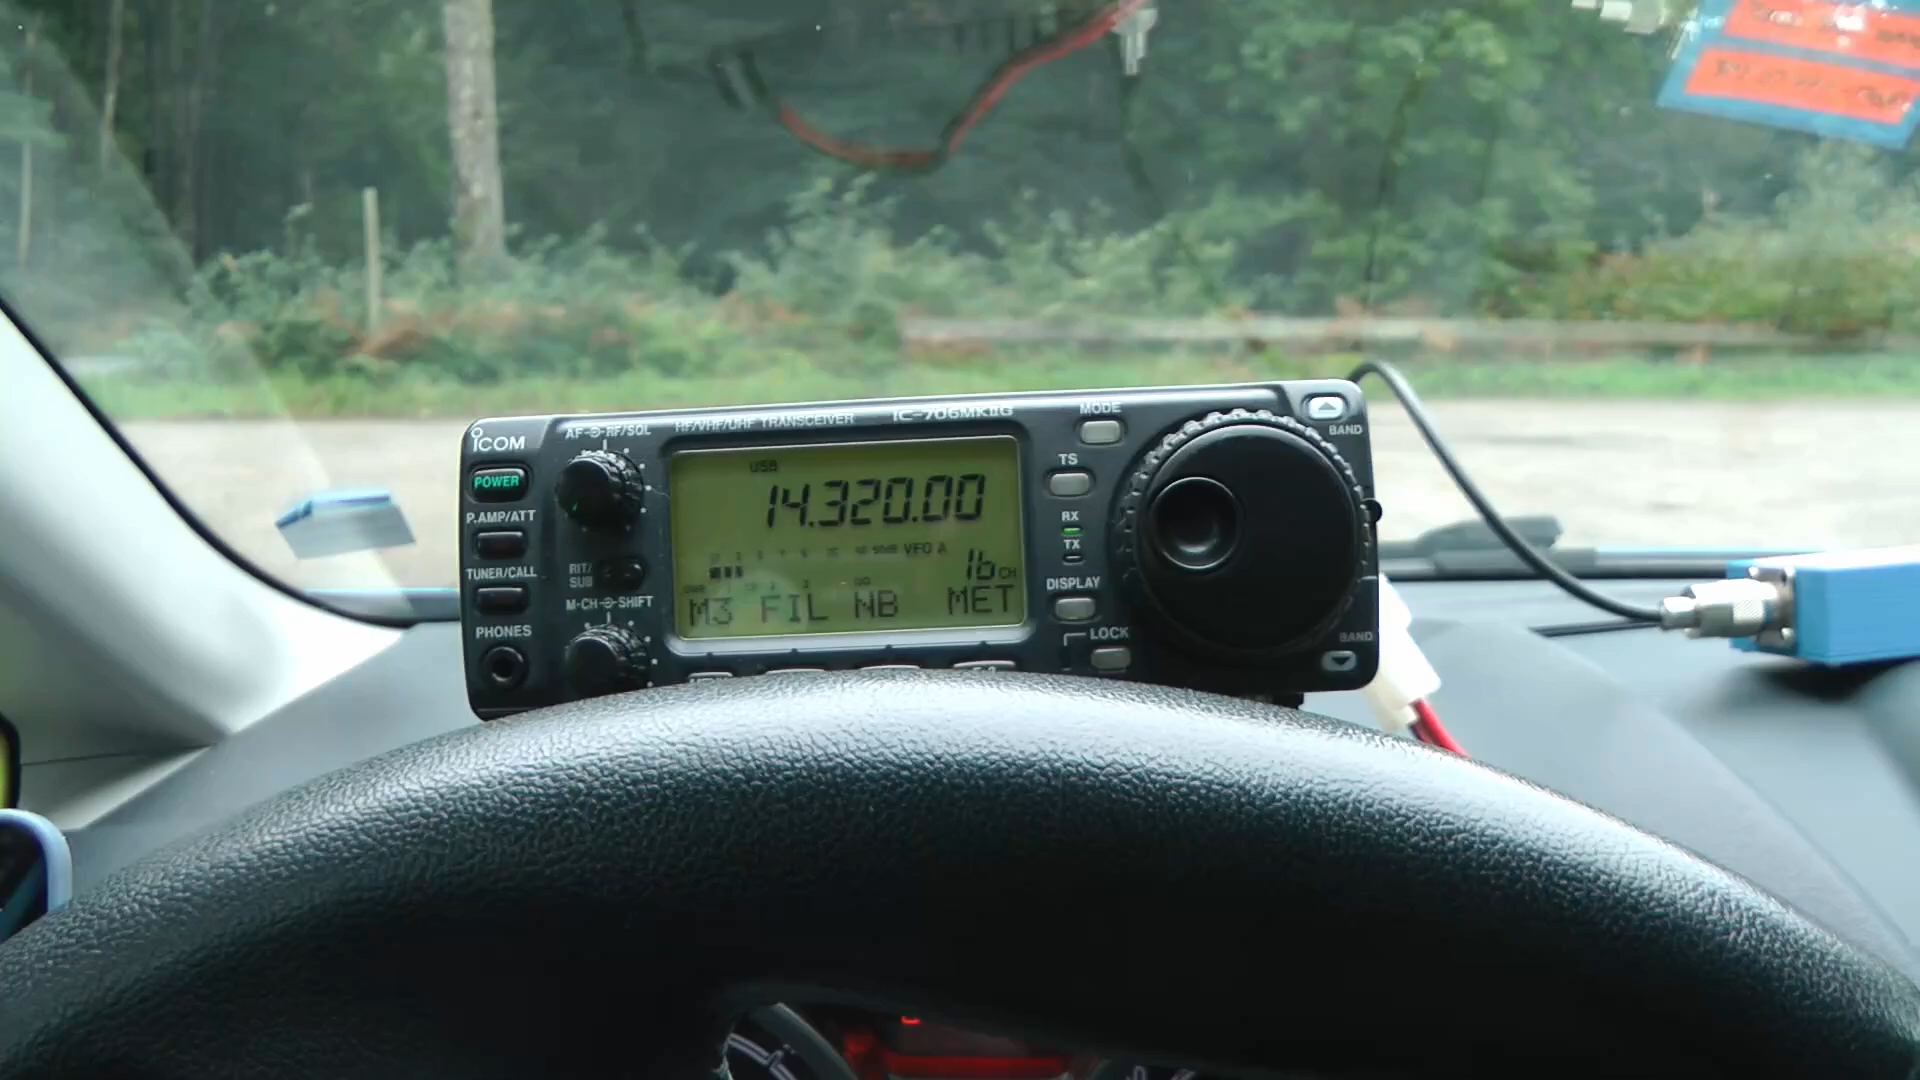 ICOM
HF/VHF/UHF TRANSCEIVER
IC-706MKIIG
AF RF/SQL
POWER
P.AMP/ATT
TUNER/CALL
PHONES
RIT/
SUB
M-CH SHIFT
USB
14.320.00
VFO A
16 CH
M3 FIL NB MET
MODE
TS
RX
TX
DISPLAY
LOCK
BAND
BAND